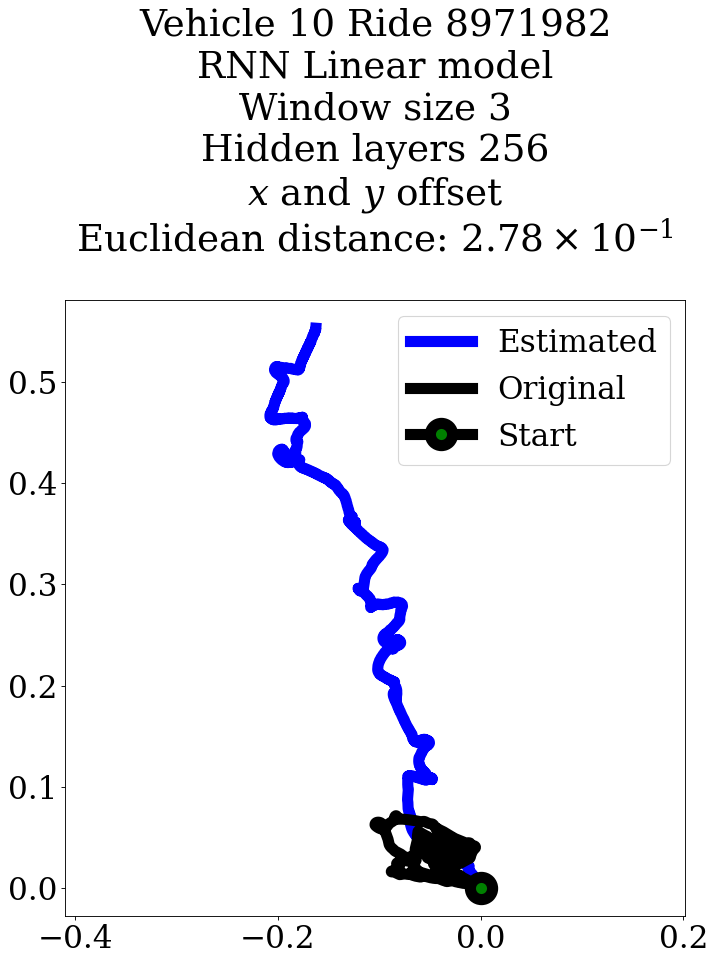 Vehicle 10 Ride 8971982
RNN Linear model
Window size 3
Hidden layers 256
x and y offset
Euclidean distance: 2.78 × 10⁻¹
Estimated
Original
Start
0.5
0.4
0.3
0.2
0.1
0.0
−0.4 −0.2 0.0 0.2